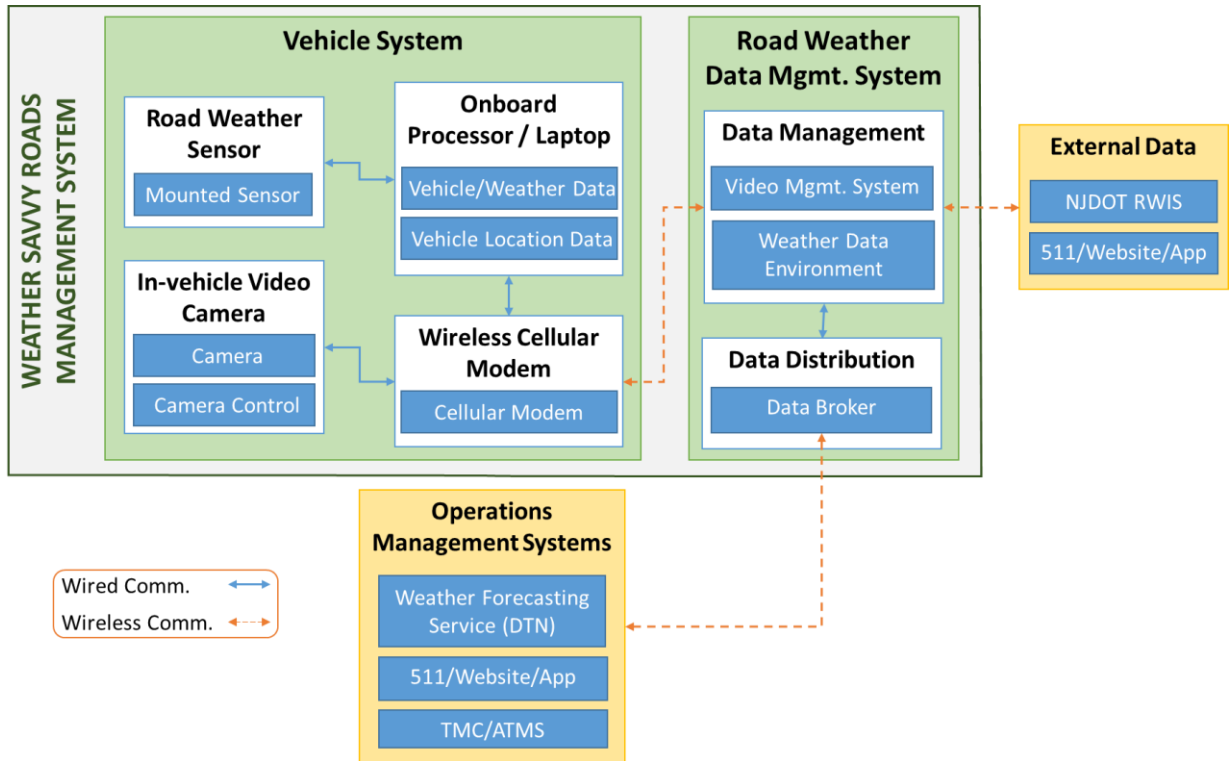 WEATHER SAVVY ROADS
MANAGEMENT SYSTEM
Vehicle System
Road Weather
Sensor
Mounted Sensor
Onboard
Processor / Laptop
Vehicle/Weather Data
Vehicle Location Data
In-vehicle Video
Camera
Camera
Camera Control
Wireless Cellular
Modem
Cellular Modem
Road Weather
Data Mgmt. System
Data Management
Video Mgmt. System
Weather Data
Environment
Data Distribution
Data Broker
External Data
NJDOT RWIS
511/Website/App
Operations
Management Systems
Weather Forecasting
Service (DTN)
511/Website/App
TMC/ATMS
Wired Comm.
Wireless Comm.